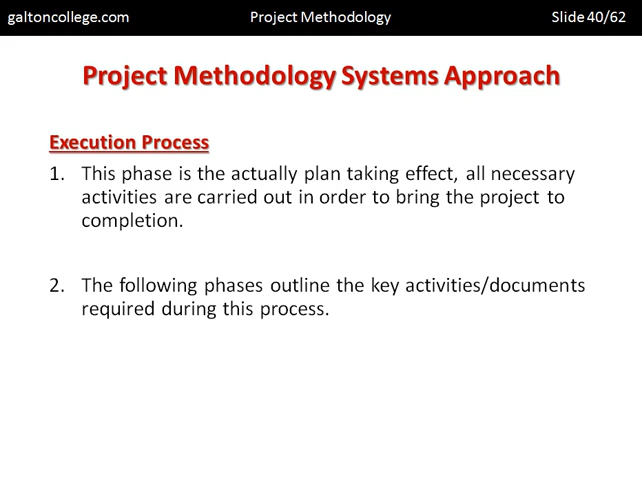 galtoncollege.com Project Methodology Slide 40/62
Project Methodology Systems Approach
Execution Process
1. This phase is the actually plan taking effect, all necessary
activities are carried out in order to bring the project to
completion.
2. The following phases outline the key activities/documents
required during this process.